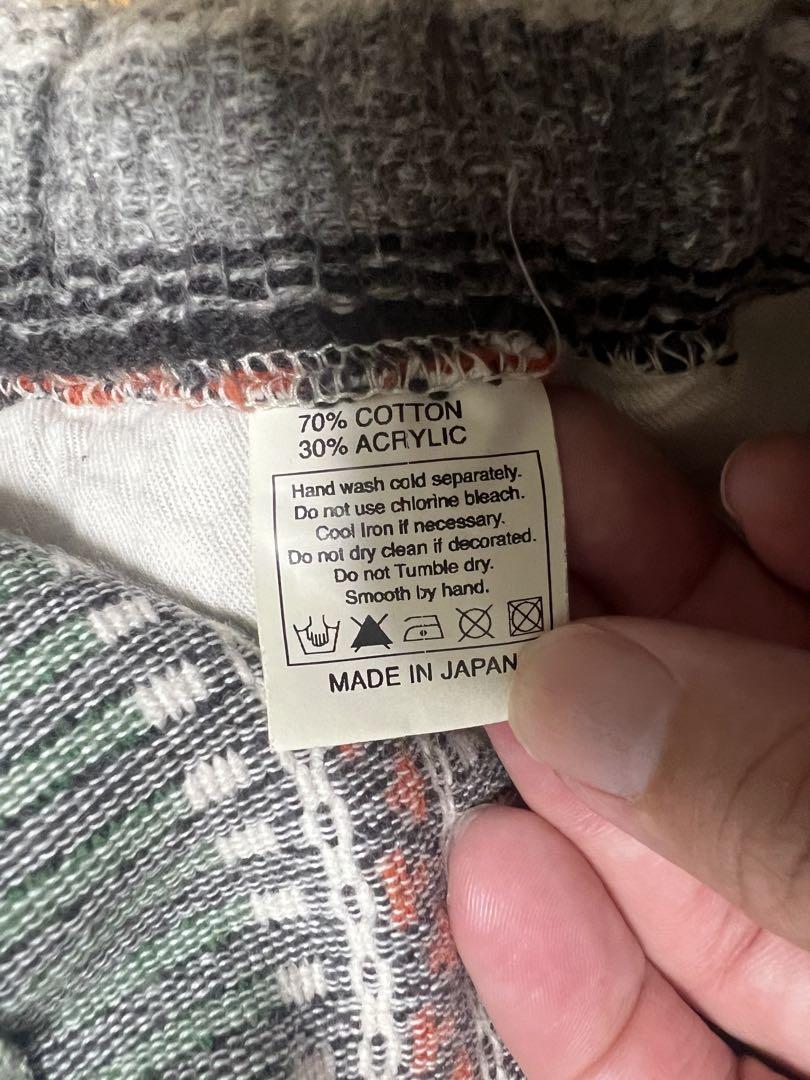 70% COTTON
30% ACRYLIC
Hand wash cold separately.
Do not use chlorine bleach.
Cool Iron if necessary.
Do not dry clean if decorated.
Do not Tumble dry.
Smooth by hand.
MADE IN JAPAN